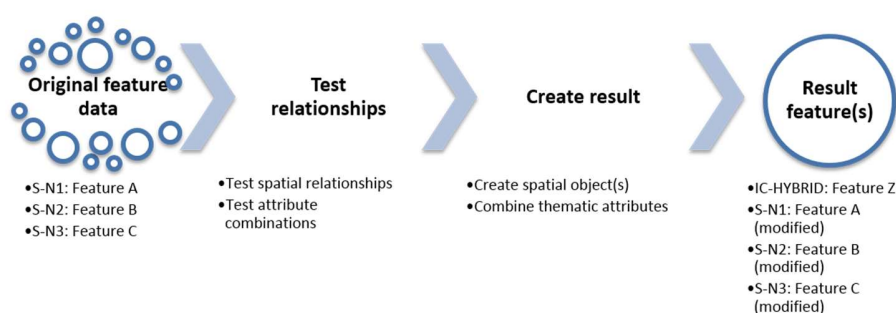 Original feature
data
Test
relationships
Create result
Result
feature(s)
•S-N1: Feature A
•S-N2: Feature B
•S-N3: Feature C
•Test spatial relationships
•Test attribute
combinations
•Create spatial object(s)
•Combine thematic attributes
•IC-HYBRID: Feature Z
•S-N1: Feature A
(modified)
•S-N2: Feature B
(modified)
•S-N3: Feature C
(modified)